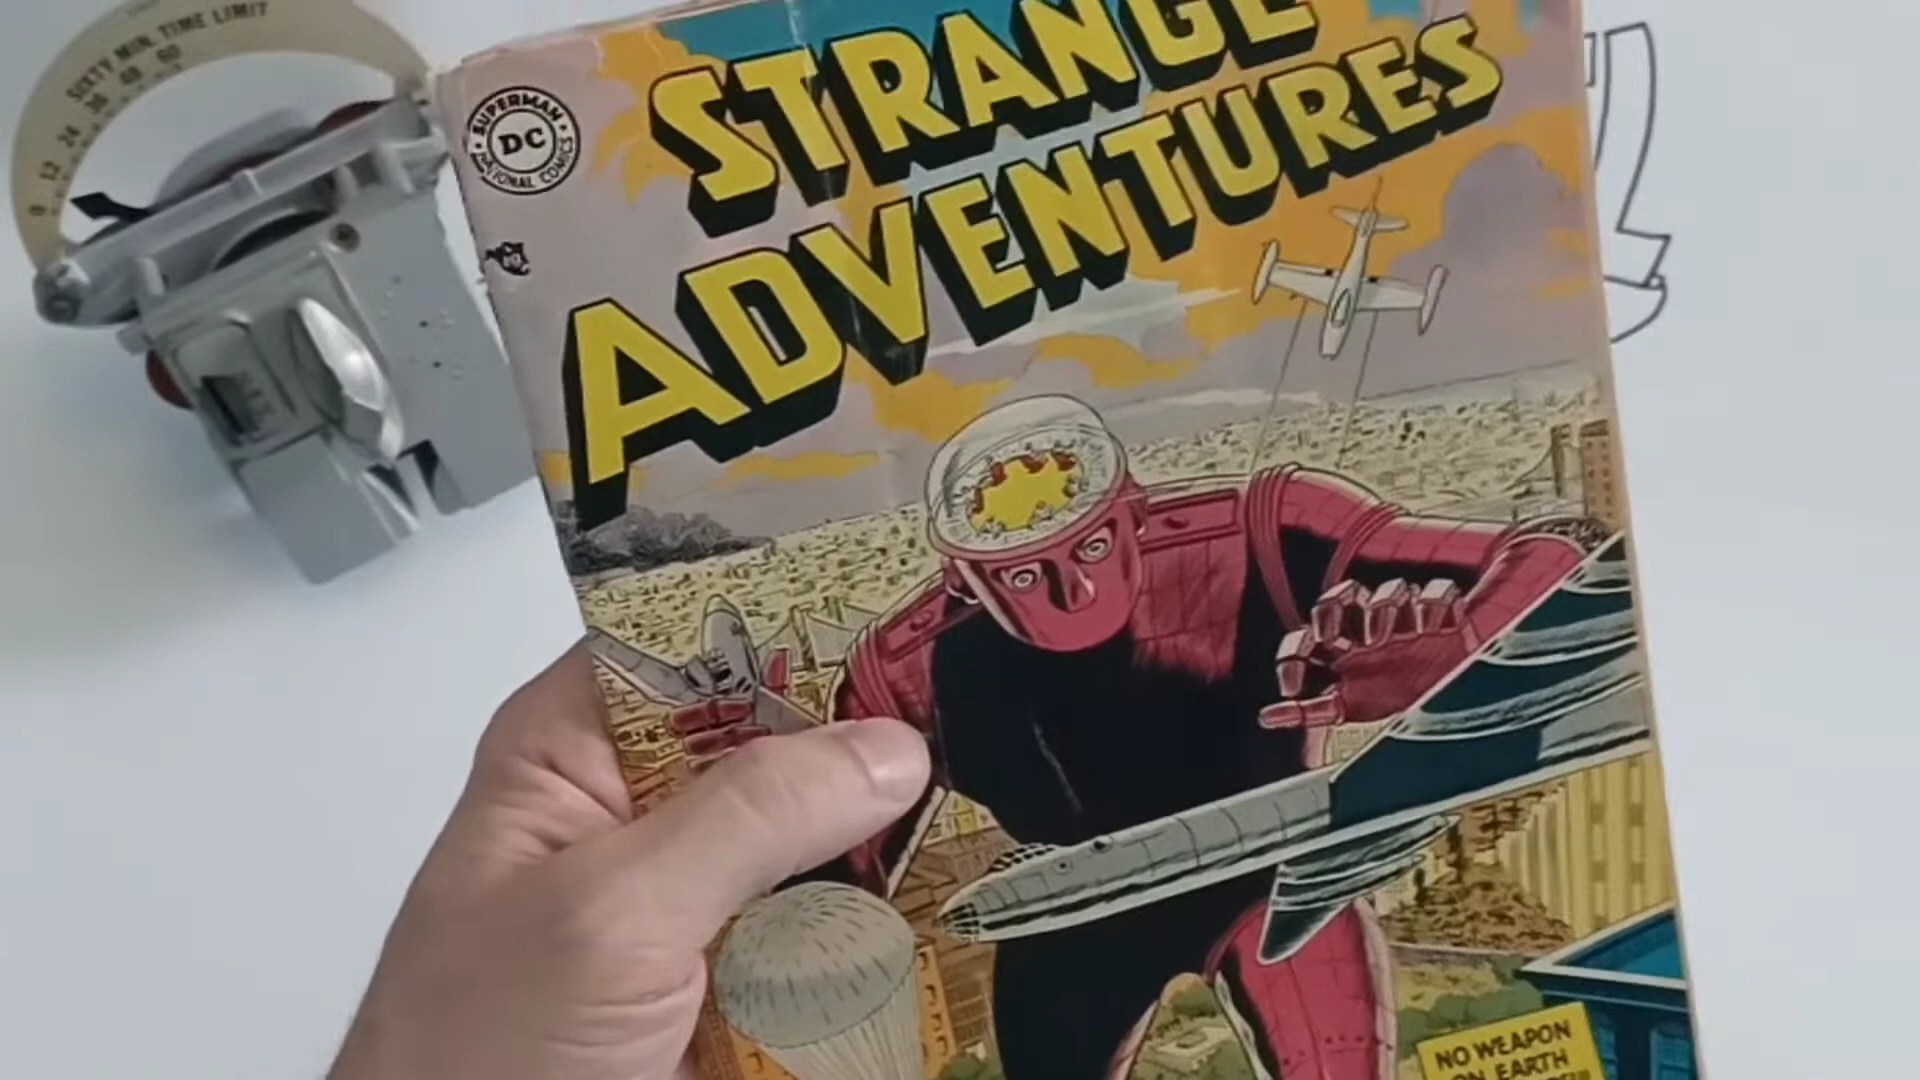 SIXTY MIN. TIME LIMIT
0 12 24 36 48 60
SUPERMAN
DC
NATIONAL COMICS
STRANGE
ADVENTURES
NO WEAPON
ON EARTH